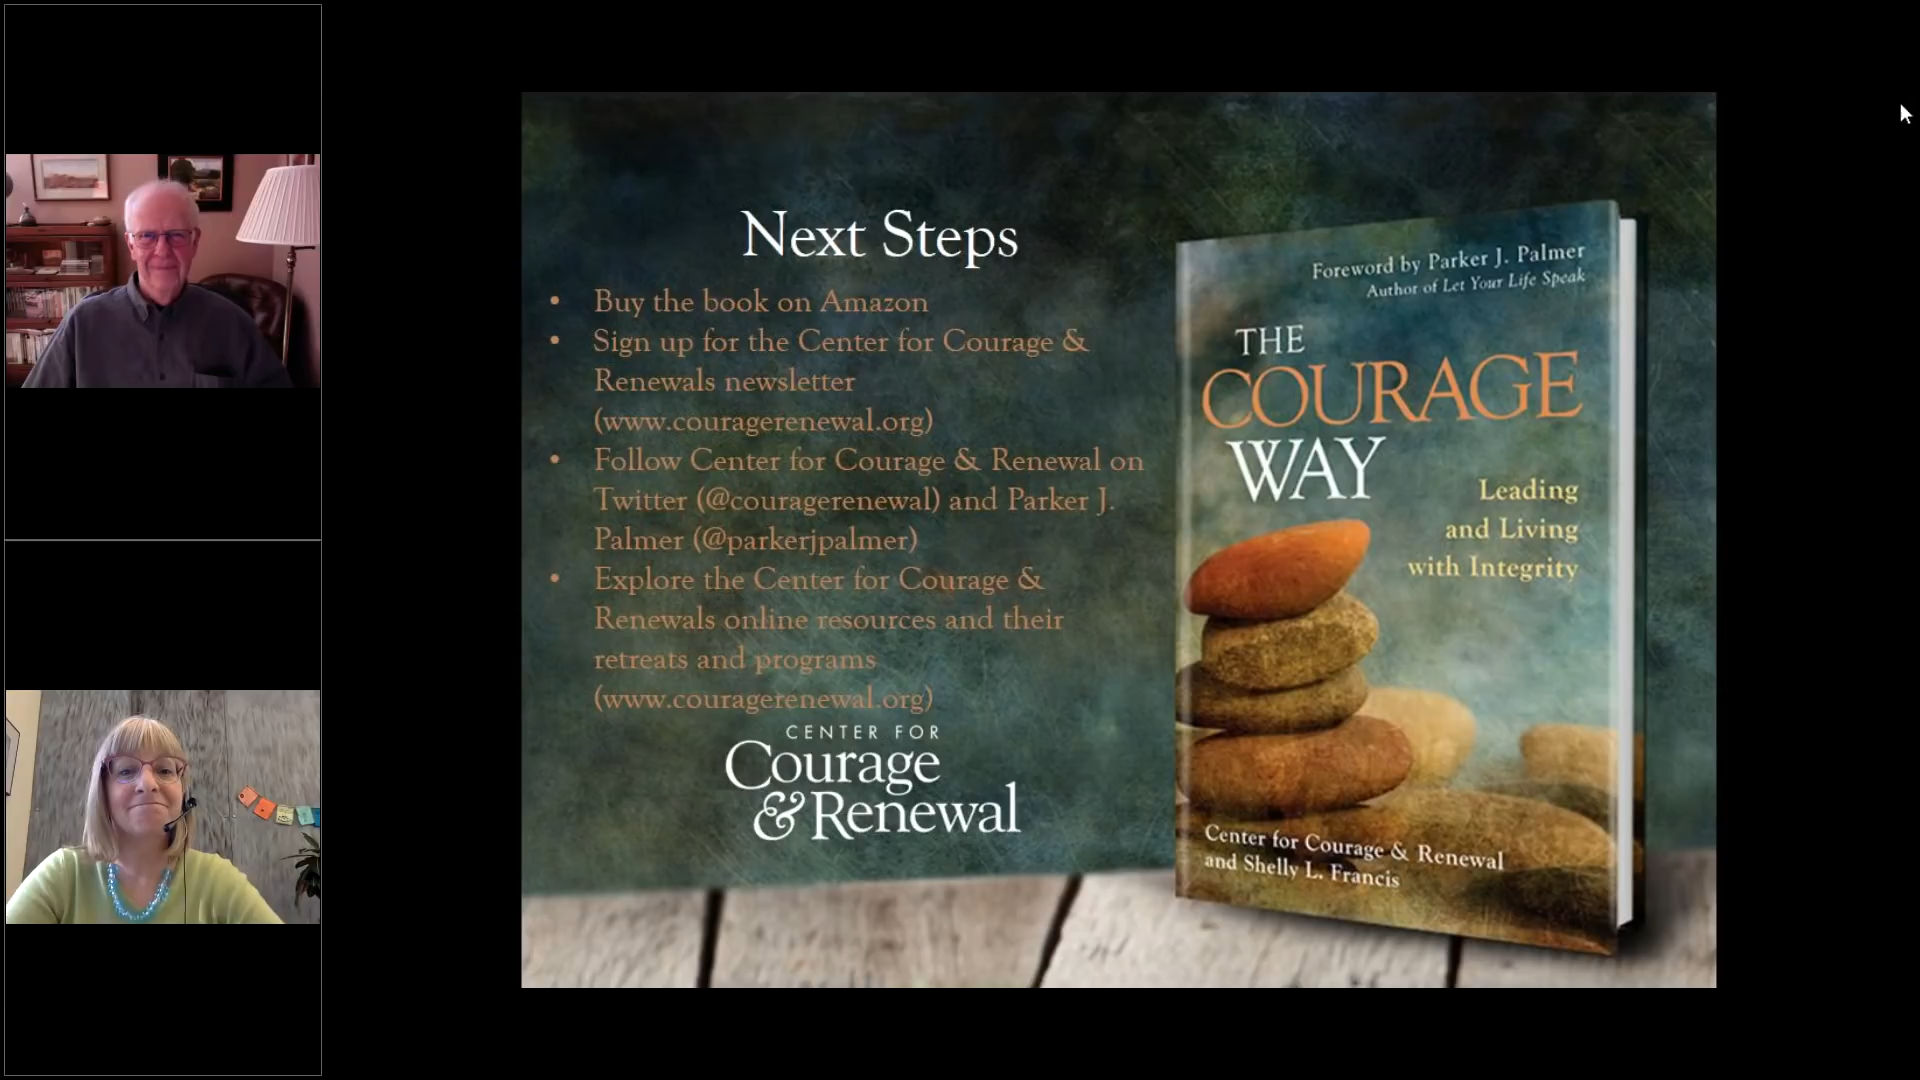 Next Steps
• Buy the book on Amazon
• Sign up for the Center for Courage &
Renewals newsletter
(www.couragerenewal.org)
• Follow Center for Courage & Renewal on
Twitter (@couragerenewal) and Parker J.
Palmer (@parkerjpalmer)
• Explore the Center for Courage &
Renewals online resources and their
retreats and programs
(www.couragerenewal.org)
CENTER FOR
Courage
& Renewal
Foreword by Parker J. Palmer
Author of Let Your Life Speak
THE
COURAGE
WAY
Leading
and Living
with Integrity
Center for Courage & Renewal
and Shelly L. Francis